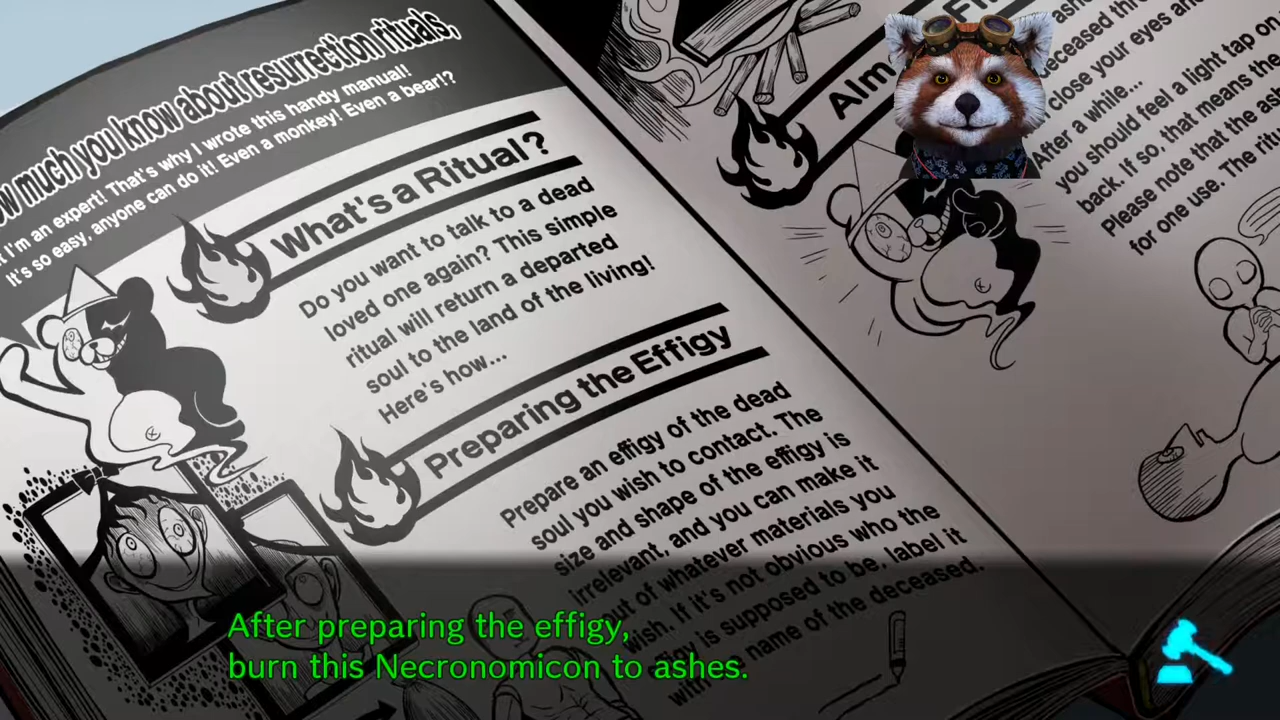 ow much you know about resurrection rituals,
t I'm an expert! That's why I wrote this handy manual!
It's so easy, anyone can do it! Even a monkey! Even a bear!?
What's a Ritual?
Do you want to talk to a dead
loved one again? This simple
ritual will return a departed
soul to the land of the living!
Here's how...
Preparing the Effigy
Prepare an effigy of the dead
soul you wish to contact. The
size and shape of the effigy is
irrelevant, and you can make it
out of whatever materials you
wish. If it's not obvious who the
effigy is supposed to be, label it
with name of the deceased.
Alm
Fi
ashe
deceased thr
close your eyes and
After a while...
you should feel a light tap on
back. If so, that means the
Please note that the ash
for one use. The ritu
After preparing the effigy,
burn this Necronomicon to ashes.